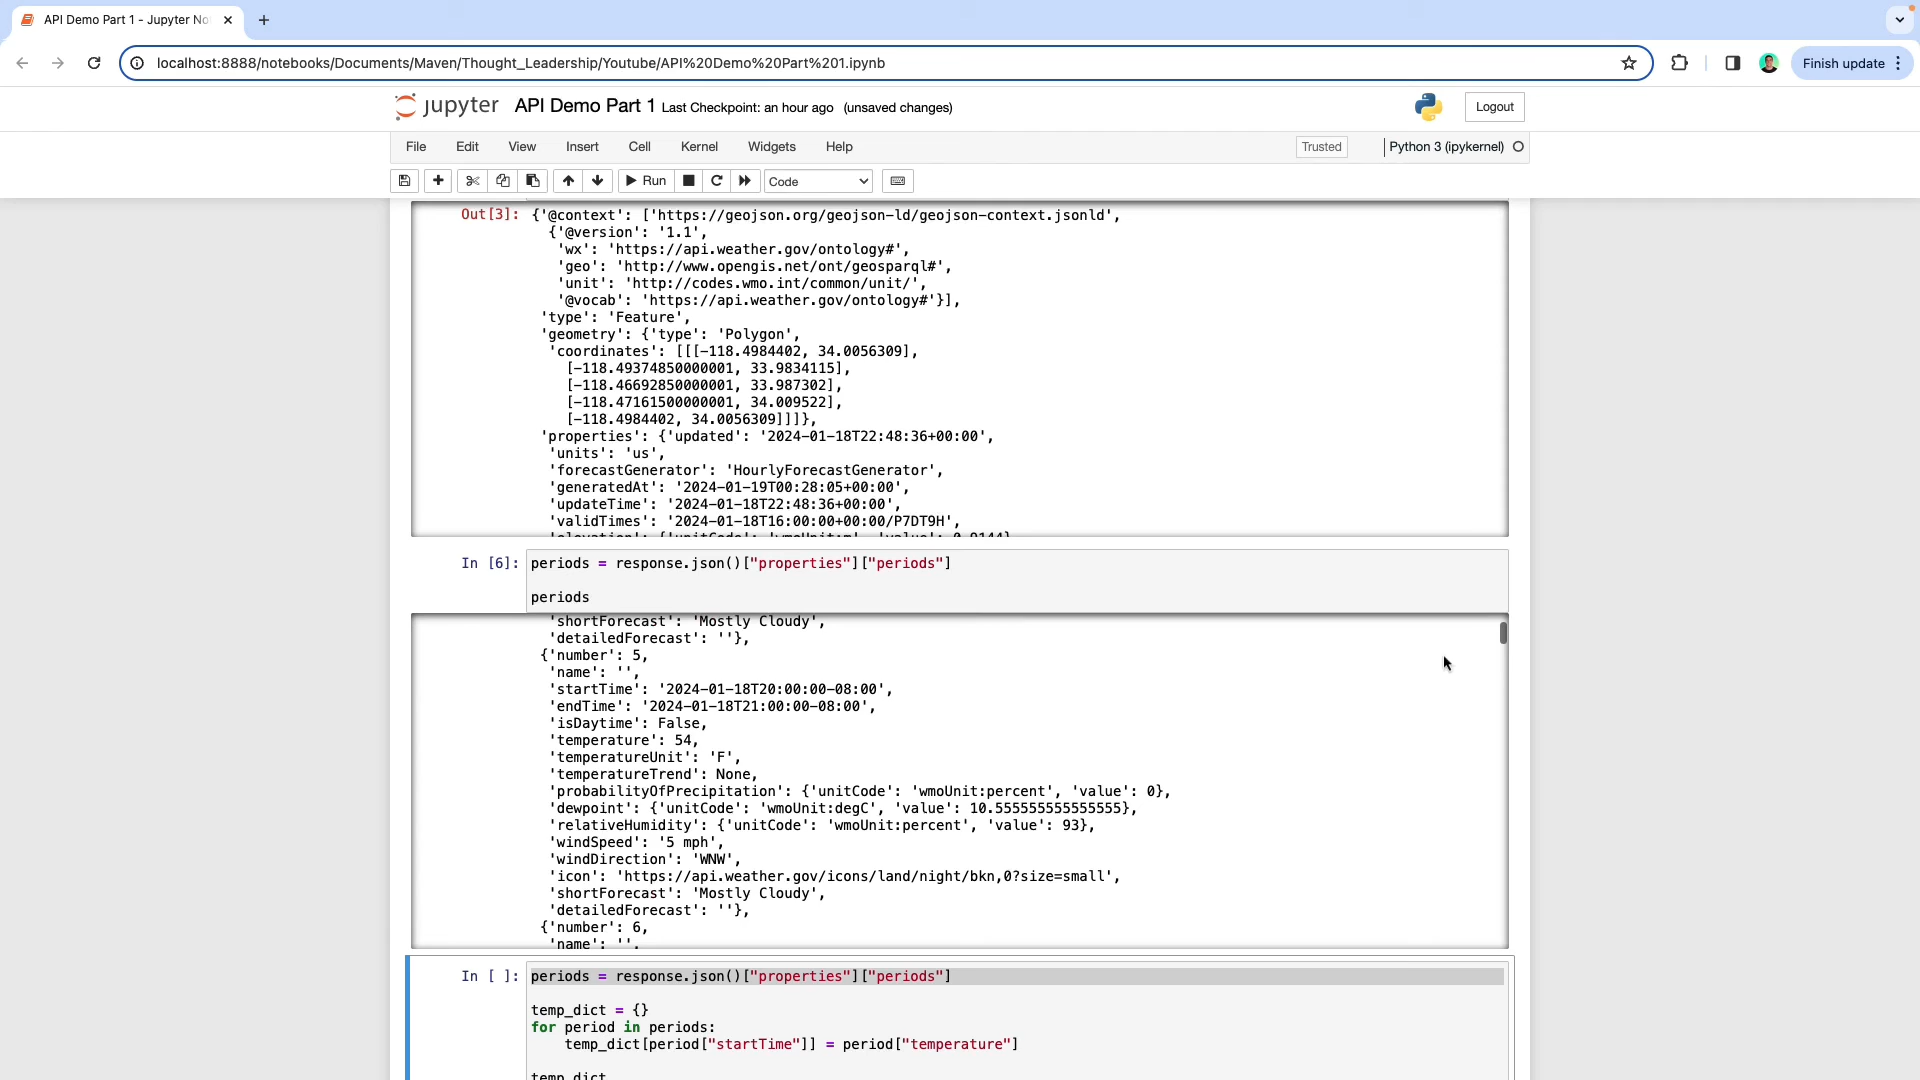 API Demo Part 1 - Jupyter No
localhost:8888/notebooks/Documents/Maven/Thought_Leadership/Youtube/API%20Demo%20Part%201.ipynb
Finish update
jupyter API Demo Part 1 Last Checkpoint: an hour ago (unsaved changes)
Logout
File Edit View Insert Cell Kernel Widgets Help
Trusted
Python 3 (ipykernel)
Run
Code
Out[3]: {'@context': ['https://geojson.org/geojson-ld/geojson-context.jsonld',
{'@version': '1.1',
'wx': 'https://api.weather.gov/ontology#',
'geo': 'http://www.opengis.net/ont/geosparql#',
'unit': 'http://codes.wmo.int/common/unit/',
'@vocab': 'https://api.weather.gov/ontology#'}],
'type': 'Feature',
'geometry': {'type': 'Polygon',
'coordinates': [[[-118.4984402, 34.0056309],
[-118.49374850000001, 33.9834115],
[-118.46692850000001, 33.987302],
[-118.47161500000001, 34.009522],
[-118.4984402, 34.0056309]]]},
'properties': {'updated': '2024-01-18T22:48:36+00:00',
'units': 'us',
'forecastGenerator': 'HourlyForecastGenerator',
'generatedAt': '2024-01-19T00:28:05+00:00',
'updateTime': '2024-01-18T22:48:36+00:00',
'validTimes': '2024-01-18T16:00:00+00:00/P7DT9H',
'elevation': {'unitCode': 'wmoUnit:m', 'value': 0.9144},
In [6]: periods = response.json()["properties"]["periods"]
periods
'shortForecast': 'Mostly Cloudy',
'detailedForecast': ''},
{'number': 5,
'name': '',
'startTime': '2024-01-18T20:00:00-08:00',
'endTime': '2024-01-18T21:00:00-08:00',
'isDaytime': False,
'temperature': 54,
'temperatureUnit': 'F',
'temperatureTrend': None,
'probabilityOfPrecipitation': {'unitCode': 'wmoUnit:percent', 'value': 0},
'dewpoint': {'unitCode': 'wmoUnit:degC', 'value': 10.555555555555555},
'relativeHumidity': {'unitCode': 'wmoUnit:percent', 'value': 93},
'windSpeed': '5 mph',
'windDirection': 'WNW',
'icon': 'https://api.weather.gov/icons/land/night/bkn,0?size=small',
'shortForecast': 'Mostly Cloudy',
'detailedForecast': ''},
{'number': 6,
'name': '',
In [ ]: periods = response.json()["properties"]["periods"]
temp_dict = {}
for period in periods:
temp_dict[period["startTime"]] = period["temperature"]
temp_dict